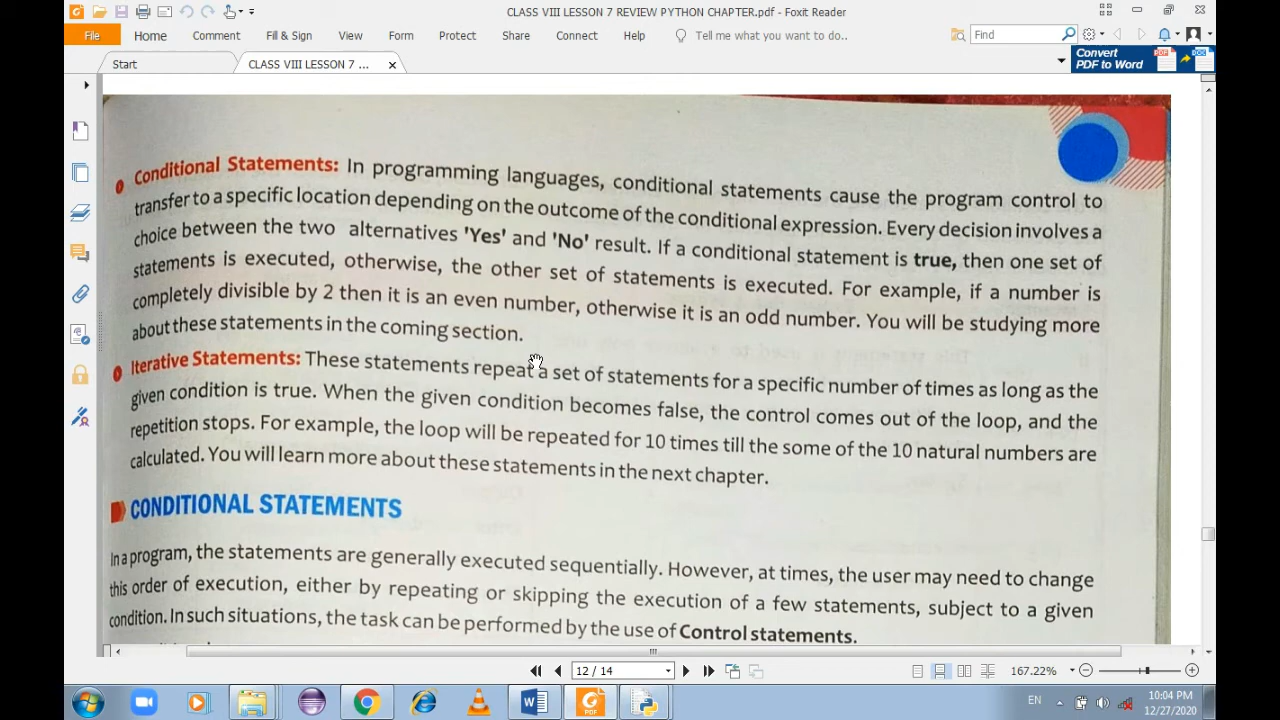 CLASS VIII LESSON 7 REVIEW PYTHON CHAPTER.pdf - Foxit Reader
File Home Comment Fill & Sign View Form Protect Share Connect Help Tell me what you want to do.. Find
Start CLASS VIII LESSON 7 ... Convert
PDF to Word
Conditional Statements: In programming languages, conditional statements cause the program control to
transfer to a specific location depending on the outcome of the conditional expression. Every decision involves a
choice between the two alternatives 'Yes' and 'No' result. If a conditional statement is true, then one set of
statements is executed, otherwise, the other set of statements is executed. For example, if a number is
completely divisible by 2 then it is an even number, otherwise it is an odd number. You will be studying more
about these statements in the coming section.
Iterative Statements: These statements repeat a set of statements for a specific number of times as long as the
given condition is true. When the given condition becomes false, the control comes out of the loop, and the
repetition stops. For example, the loop will be repeated for 10 times till the some of the 10 natural numbers are
calculated. You will learn more about these statements in the next chapter.
CONDITIONAL STATEMENTS
In a program, the statements are generally executed sequentially. However, at times, the user may need to change
this order of execution, either by repeating or skipping the execution of a few statements, subject to a given
condition. In such situations, the task can be performed by the use of Control statements.
12 / 14 167.22%
EN 10:04 PM
12/27/2020